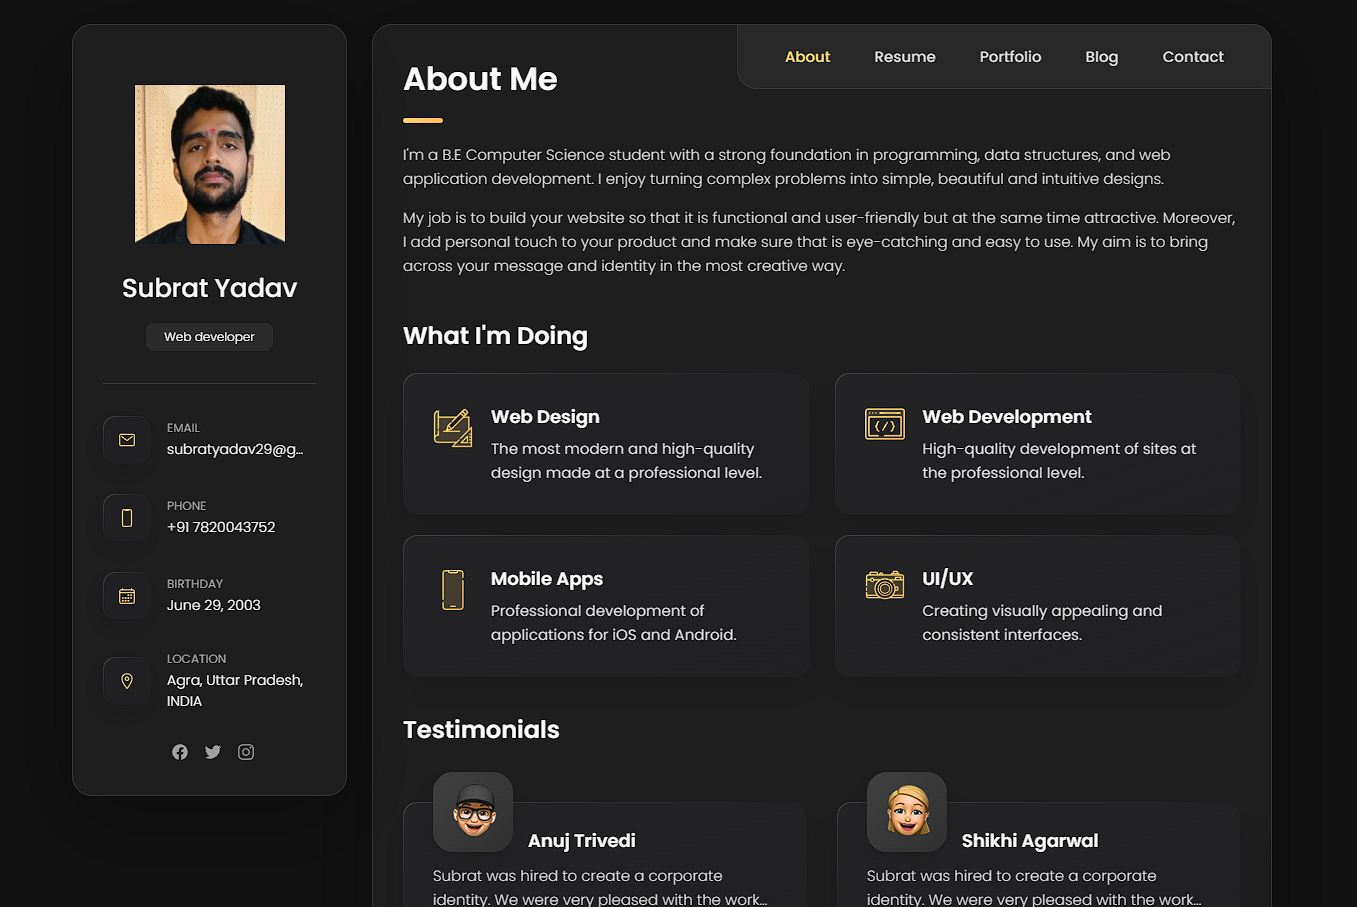 Subrat Yadav
Web developer
EMAIL
subratyadav29@g...
PHONE
+91 7820043752
BIRTHDAY
June 29, 2003
LOCATION
Agra, Uttar Pradesh,
INDIA
About Resume Portfolio Blog Contact
About Me
I'm a B.E Computer Science student with a strong foundation in programming, data structures, and web
application development. I enjoy turning complex problems into simple, beautiful and intuitive designs.
My job is to build your website so that it is functional and user-friendly but at the same time attractive. Moreover,
I add personal touch to your product and make sure that is eye-catching and easy to use. My aim is to bring
across your message and identity in the most creative way.
What I'm Doing
Web Design
The most modern and high-quality
design made at a professional level.
Web Development
High-quality development of sites at
the professional level.
Mobile Apps
Professional development of
applications for iOS and Android.
UI/UX
Creating visually appealing and
consistent interfaces.
Testimonials
Anuj Trivedi
Subrat was hired to create a corporate
identity. We were very pleased with the work...
Shikhi Agarwal
Subrat was hired to create a corporate
identity. We were very pleased with the work...